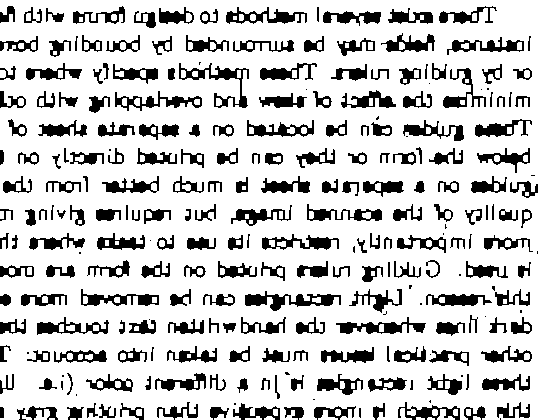 There exist several methods to design forms with
instance, fields may be surrounded by bounding
or by guiding rulers. These methods specify where to
minimize the effect of skew and overlapping with
These guides can be located on a separate sheet of
below the form or they can be printed directly on
guides on a separate sheet is much better from the
quality of the scanned image, but requires giving
more importantly, restricts its use to tasks where
is used. Guiding rulers printed on the form are
this reason. Light rectangles can be removed more
dark lines whenever the handwritten text touches the
other practical issues must be taken into account:
these light rectangles is in a different color (i.e.
this approach is more expensive than printing gray